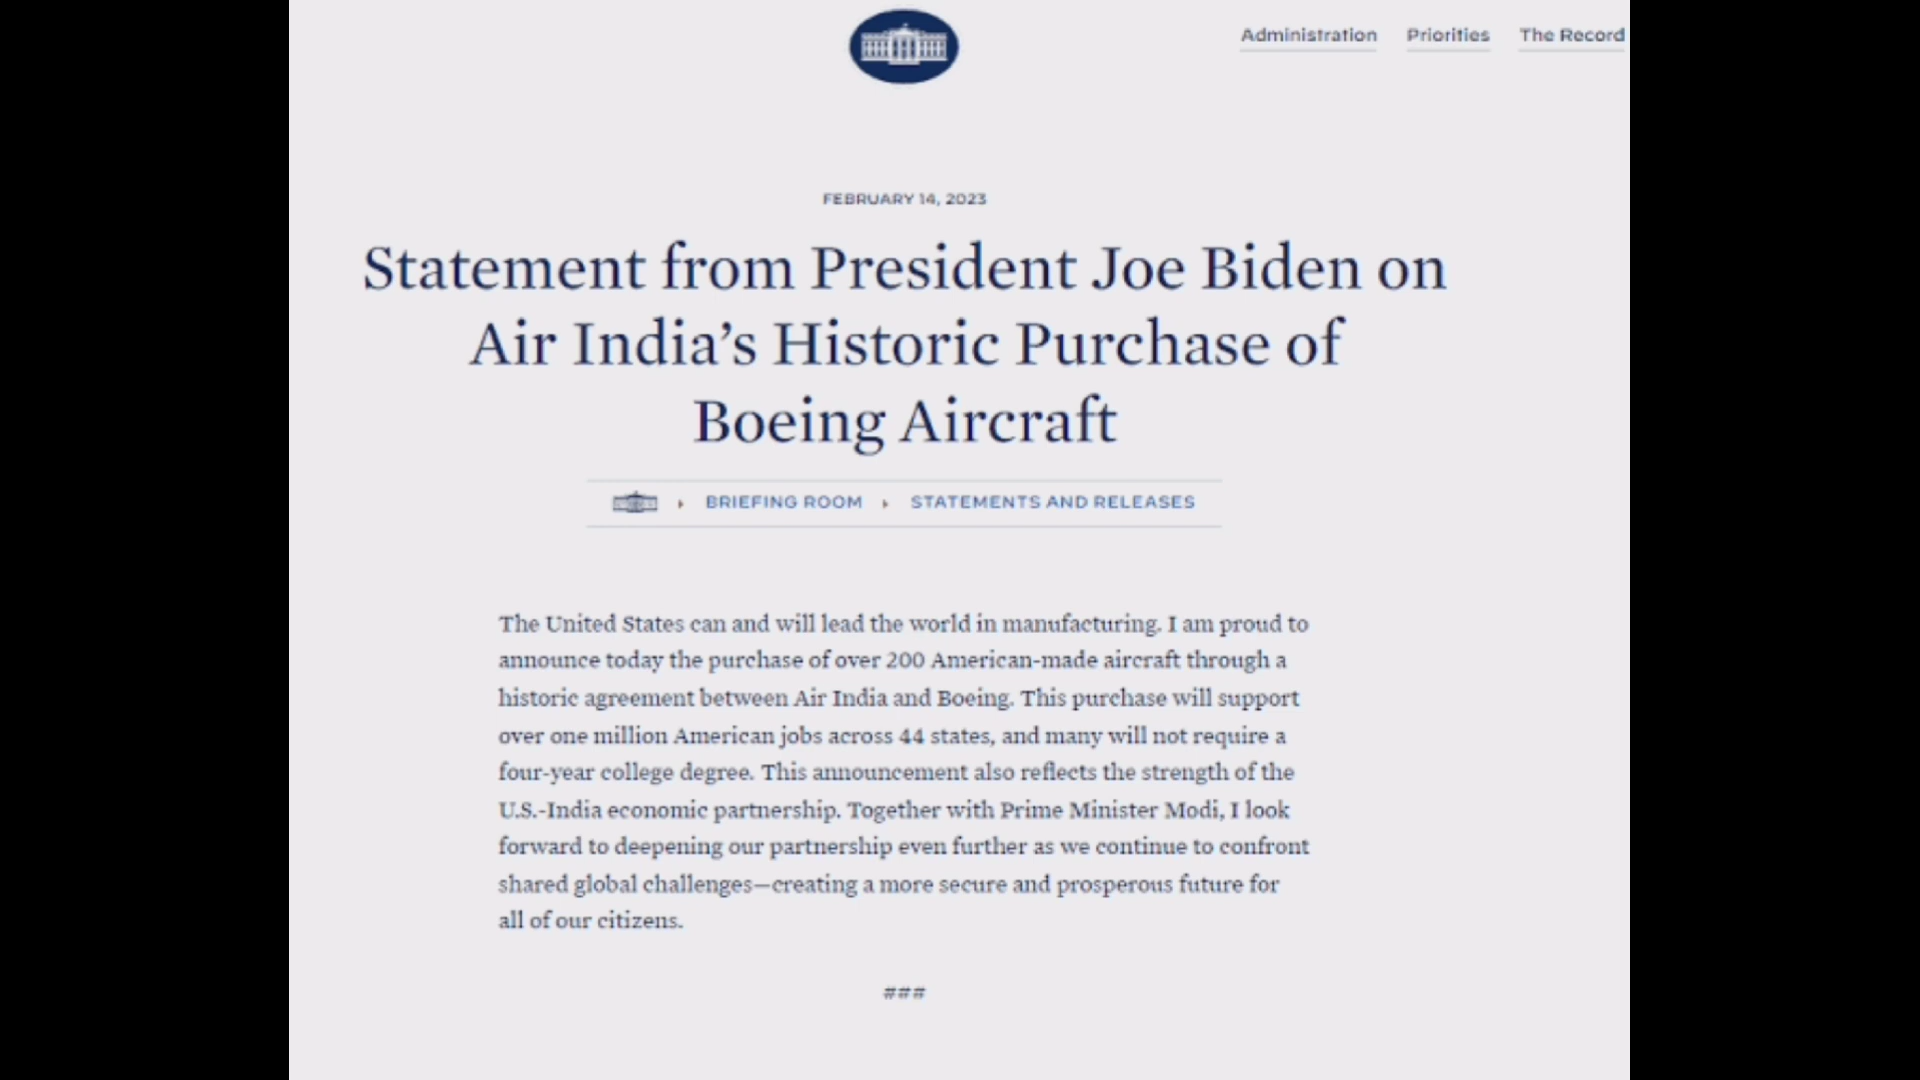 Administration Priorities The Record
FEBRUARY 14, 2023
Statement from President Joe Biden on
Air India’s Historic Purchase of
Boeing Aircraft
BRIEFING ROOM STATEMENTS AND RELEASES
The United States can and will lead the world in manufacturing. I am proud to
announce today the purchase of over 200 American-made aircraft through a
historic agreement between Air India and Boeing. This purchase will support
over one million American jobs across 44 states, and many will not require a
four-year college degree. This announcement also reflects the strength of the
U.S.-India economic partnership. Together with Prime Minister Modi, I look
forward to deepening our partnership even further as we continue to confront
shared global challenges—creating a more secure and prosperous future for
all of our citizens.
###